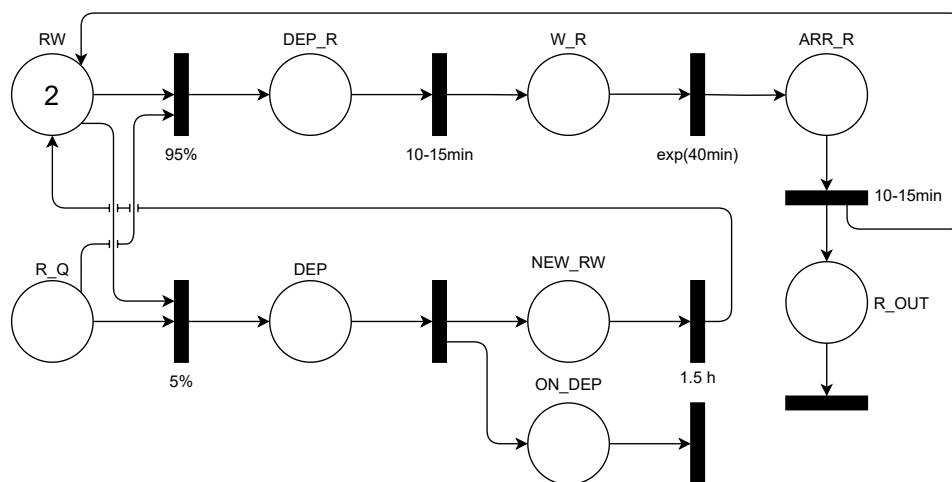 RW
DEP_R
W_R
ARR_R
2
95%
10-15min
exp(40min)
10-15min
R_Q
DEP
NEW_RW
R_OUT
5%
1.5 h
ON_DEP